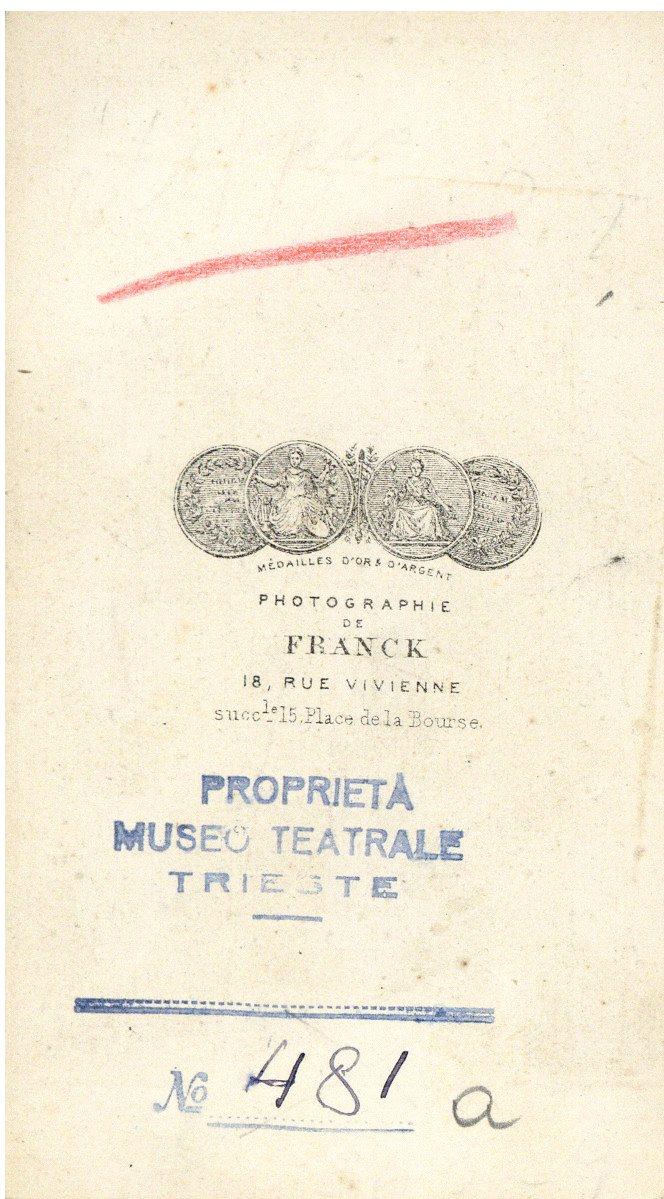 MÉDAILLES D'OR & D'ARGENT
PHOTOGRAPHIE
DE
FRANCK
18, RUE VIVIENNE
succle 15, Place de la Bourse.
PROPRIETÀ
MUSEO TEATRALE
TRIESTE
No 481 a